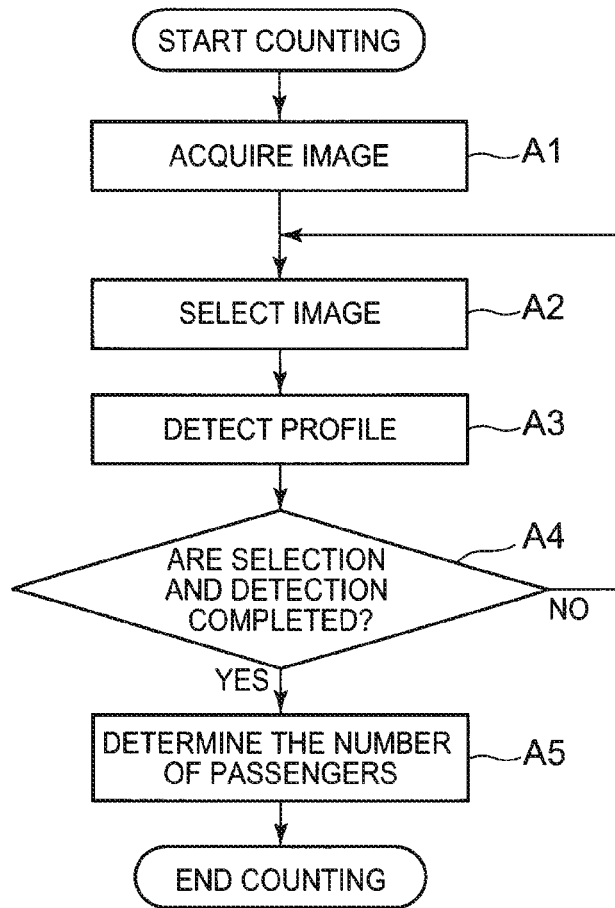 START COUNTING
ACQUIRE IMAGE
A1
SELECT IMAGE
A2
DETECT PROFILE
A3
ARE SELECTION
AND DETECTION
COMPLETED?
A4
NO
YES
DETERMINE THE NUMBER
OF PASSENGERS
A5
END COUNTING